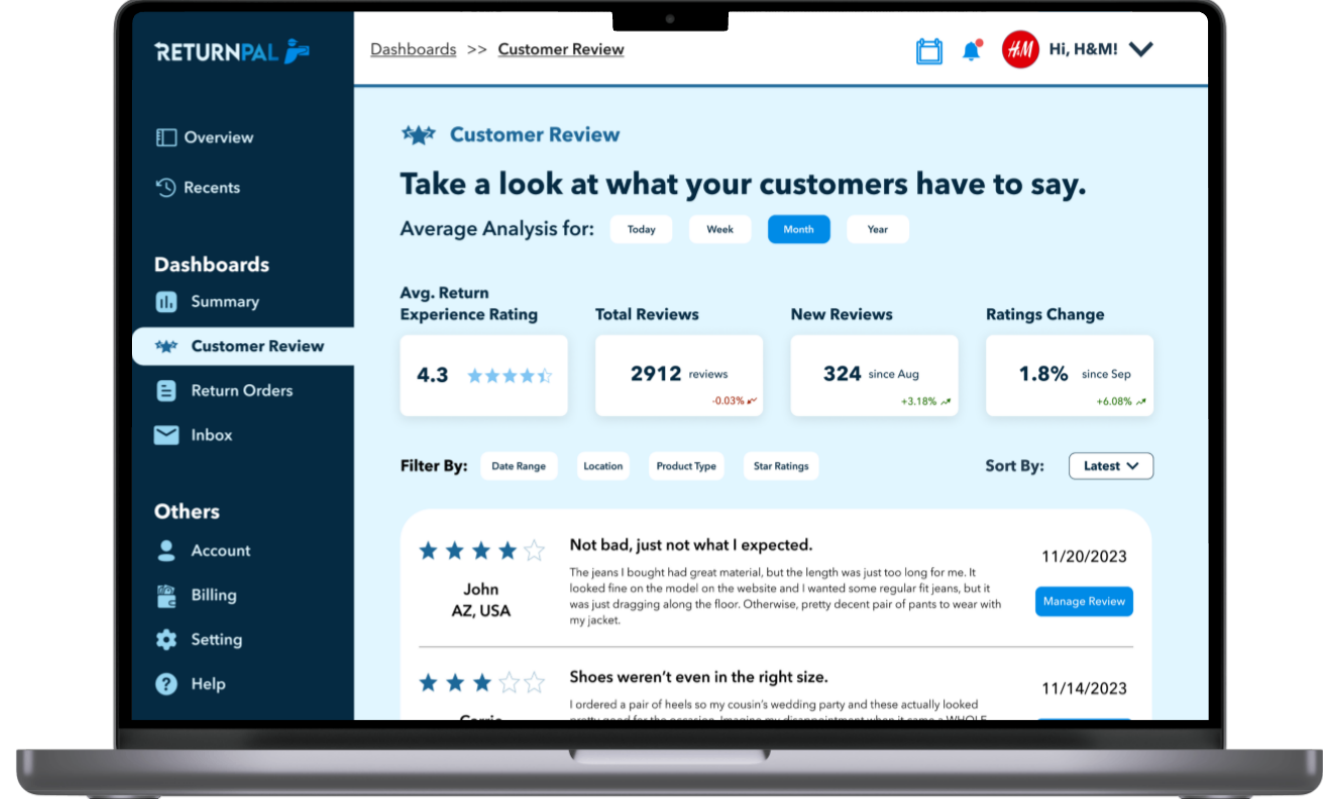 RETURNPAL
Dashboards >> Customer Review
H&M Hi, H&M!
Overview
Recents
Dashboards
Summary
Customer Review
Return Orders
Inbox
Others
Account
Billing
Setting
Help
Customer Review
Take a look at what your customers have to say.
Average Analysis for: Today Week Month Year
Avg. Return
Experience Rating
4.3
Total Reviews
2912 reviews
-0.03%
New Reviews
324 since Aug
+3.18%
Ratings Change
1.8% since Sep
+6.08%
Filter By: Date Range Location Product Type Star Ratings
Sort By: Latest
John
AZ, USA
Not bad, just not what I expected.
The jeans I bought had great material, but the length was just too long for me. It
looked fine on the model on the website and I wanted some regular fit jeans, but it
was just dragging along the floor. Otherwise, pretty decent pair of pants to wear with
my jacket.
11/20/2023
Manage Review
Shoes weren't even in the right size.
I ordered a pair of heels so my cousin's wedding party and these actually looked
11/14/2023